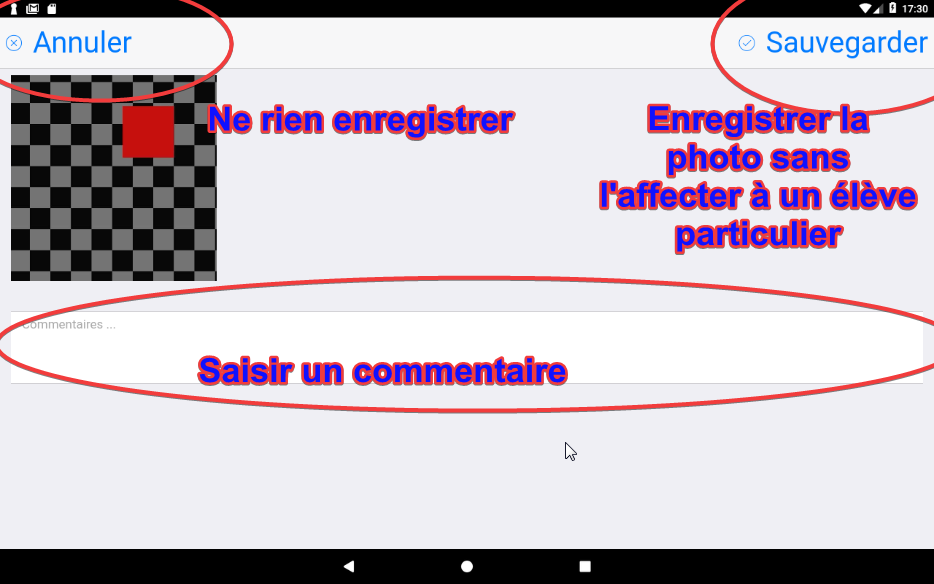 17:30
Annuler
Sauvegarder
Ne rien enregistrer
Enregistrer la
photo sans
l'affecter à un élève
particulier
Commentaires ...
Saisir un commentaire